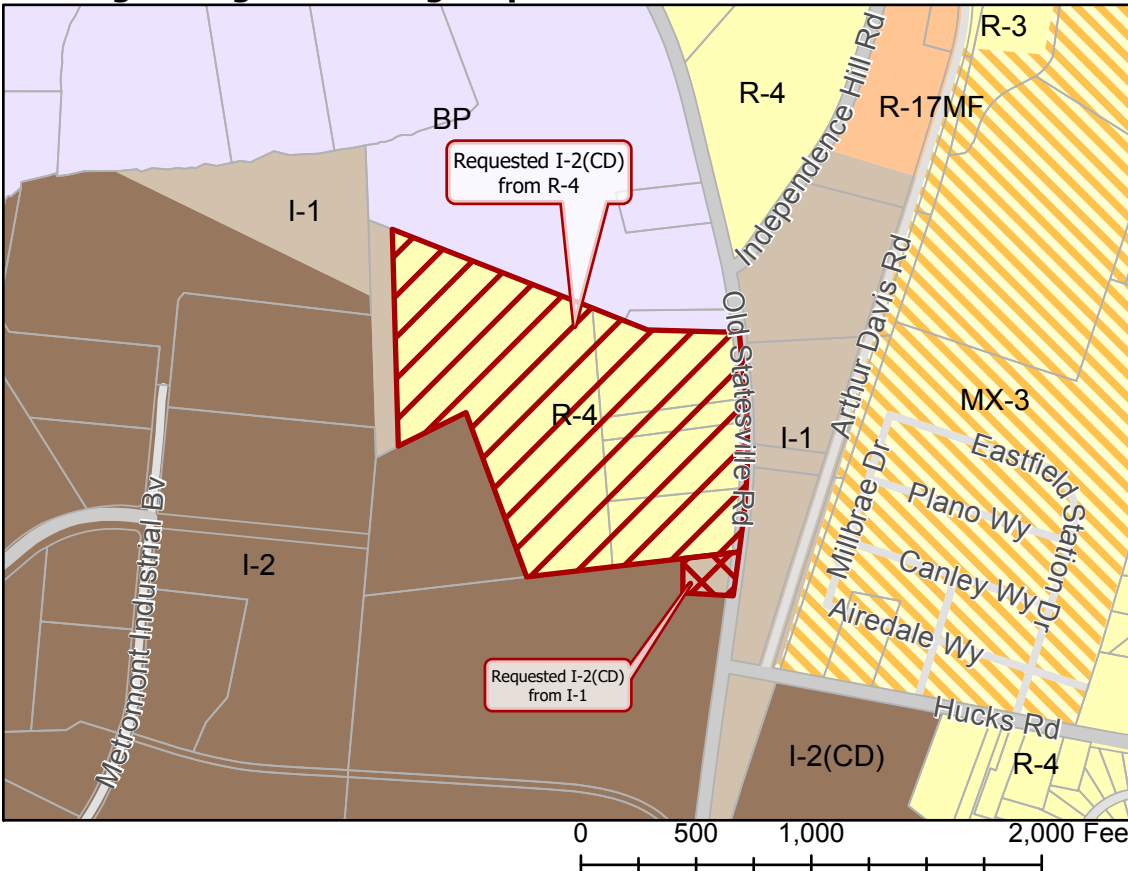 R-3
R-4
Independence Hill Rd
R-17MF
BP
Requested I-2(CD)
from R-4
I-1
Old Statesville Rd
Arthur Davis Rd
MX-3
R-4
I-1
Eastfield Station Dr
Millbrae Dr
Plano Wy
Metromont Industrial Bv
I-2
Canley Wy
Airedale Wy
Requested I-2(CD)
from I-1
Hucks Rd
I-2(CD)
R-4
0 500 1,000 2,000 Fee